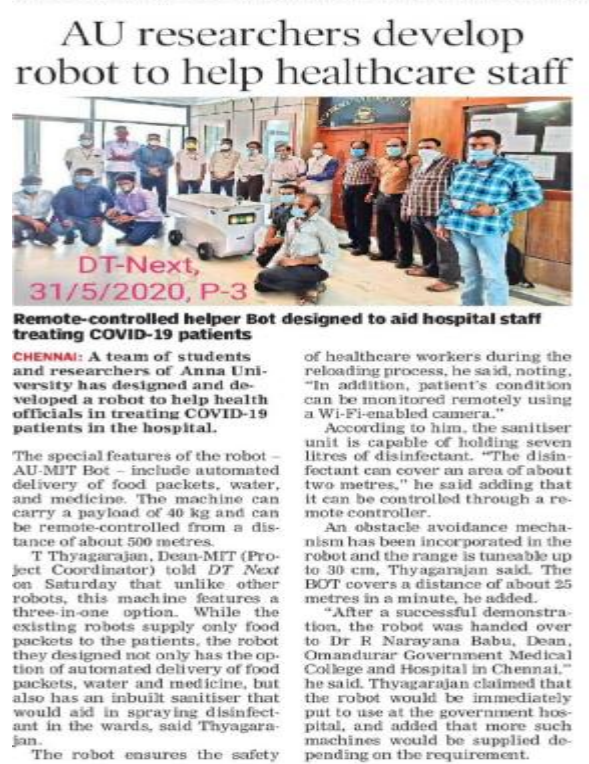 AU researchers develop
robot to help healthcare staff
DT-Next,
31/5/2020, P-3
Remote-controlled helper Bot designed to aid hospital staff
treating COVID-19 patients
CHENNAI: A team of students
and researchers of Anna Uni-
versity has designed and de-
veloped a robot to help health
officials in treating COVID-19
patients in the hospital.
The special features of the robot –
AU-MIT Bot – include automated
delivery of food packets, water,
and medicine. The machine can
carry a payload of 40 kg and can
be remote-controlled from a dis-
tance of about 500 metres.
T Thyagarajan, Dean-MIT (Pro-
ject Coordinator) told DT Next
on Saturday that unlike other
robots, this machine features a
three-in-one option. While the
existing robots supply only food
packets to the patients, the robot
they designed not only has the op-
tion of automated delivery of food
packets, water and medicine, but
also has an inbuilt sanitiser that
would aid in spraying disinfect-
ant in the wards, said Thyagara-
jan.
The robot ensures the safety
of healthcare workers during the
reloading process, he said, noting,
"In addition, patient's condition
can be monitored remotely using
a Wi-Fi-enabled camera."
According to him, the sanitiser
unit is capable of holding seven
litres of disinfectant. "The disin-
fectant can cover an area of about
two metres," he said adding that
it can be controlled through a re-
mote controller.
An obstacle avoidance mecha-
nism has been incorporated in the
robot and the range is tuneable up
to 30 cm, Thyagarajan said. The
BOT covers a distance of about 25
metres in a minute, he added.
"After a successful demonstra-
tion, the robot was handed over
to Dr R Narayana Babu, Dean,
Omandurar Government Medical
College and Hospital in Chennai,"
he said. Thyagarajan claimed that
the robot would be immediately
put to use at the government hos-
pital, and added that more such
machines would be supplied de-
pending on the requirement.